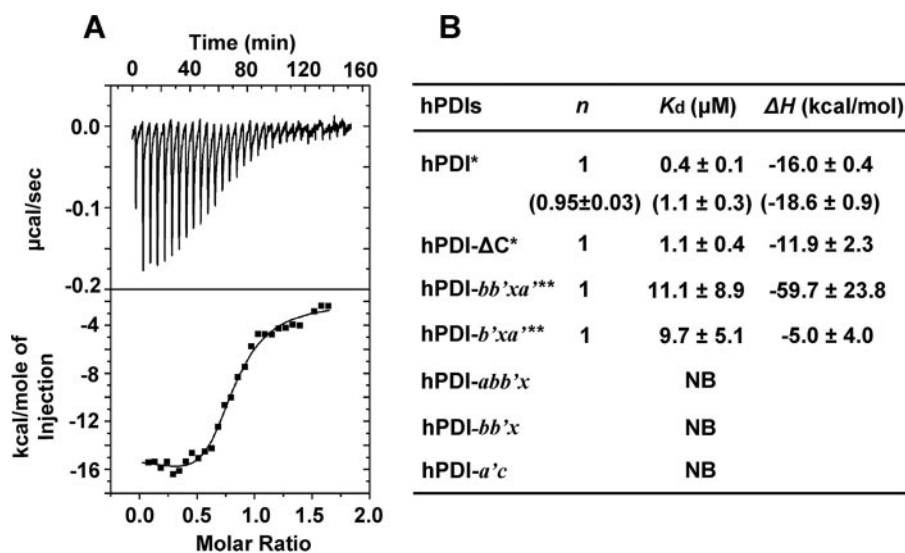 A
Time (min)
0 20 40 60 80 100 120 140 160
0.0
-0.1
-0.2
µcal/sec
-4
-8
-12
-16
kcal/mole of
Injection
0.0 0.5 1.0 1.5 2.0
Molar Ratio
B
hPDIs n Kd (µM) ΔH (kcal/mol)
hPDI* 1 0.4 ± 0.1 -16.0 ± 0.4
(0.95±0.03) (1.1 ± 0.3) (-18.6 ± 0.9)
hPDI-ΔC* 1 1.1 ± 0.4 -11.9 ± 2.3
hPDI-bb'xa'** 1 11.1 ± 8.9 -59.7 ± 23.8
hPDI-b'xa'** 1 9.7 ± 5.1 -5.0 ± 4.0
hPDI-abb'x NB
hPDI-bb'x NB
hPDI-a'c NB